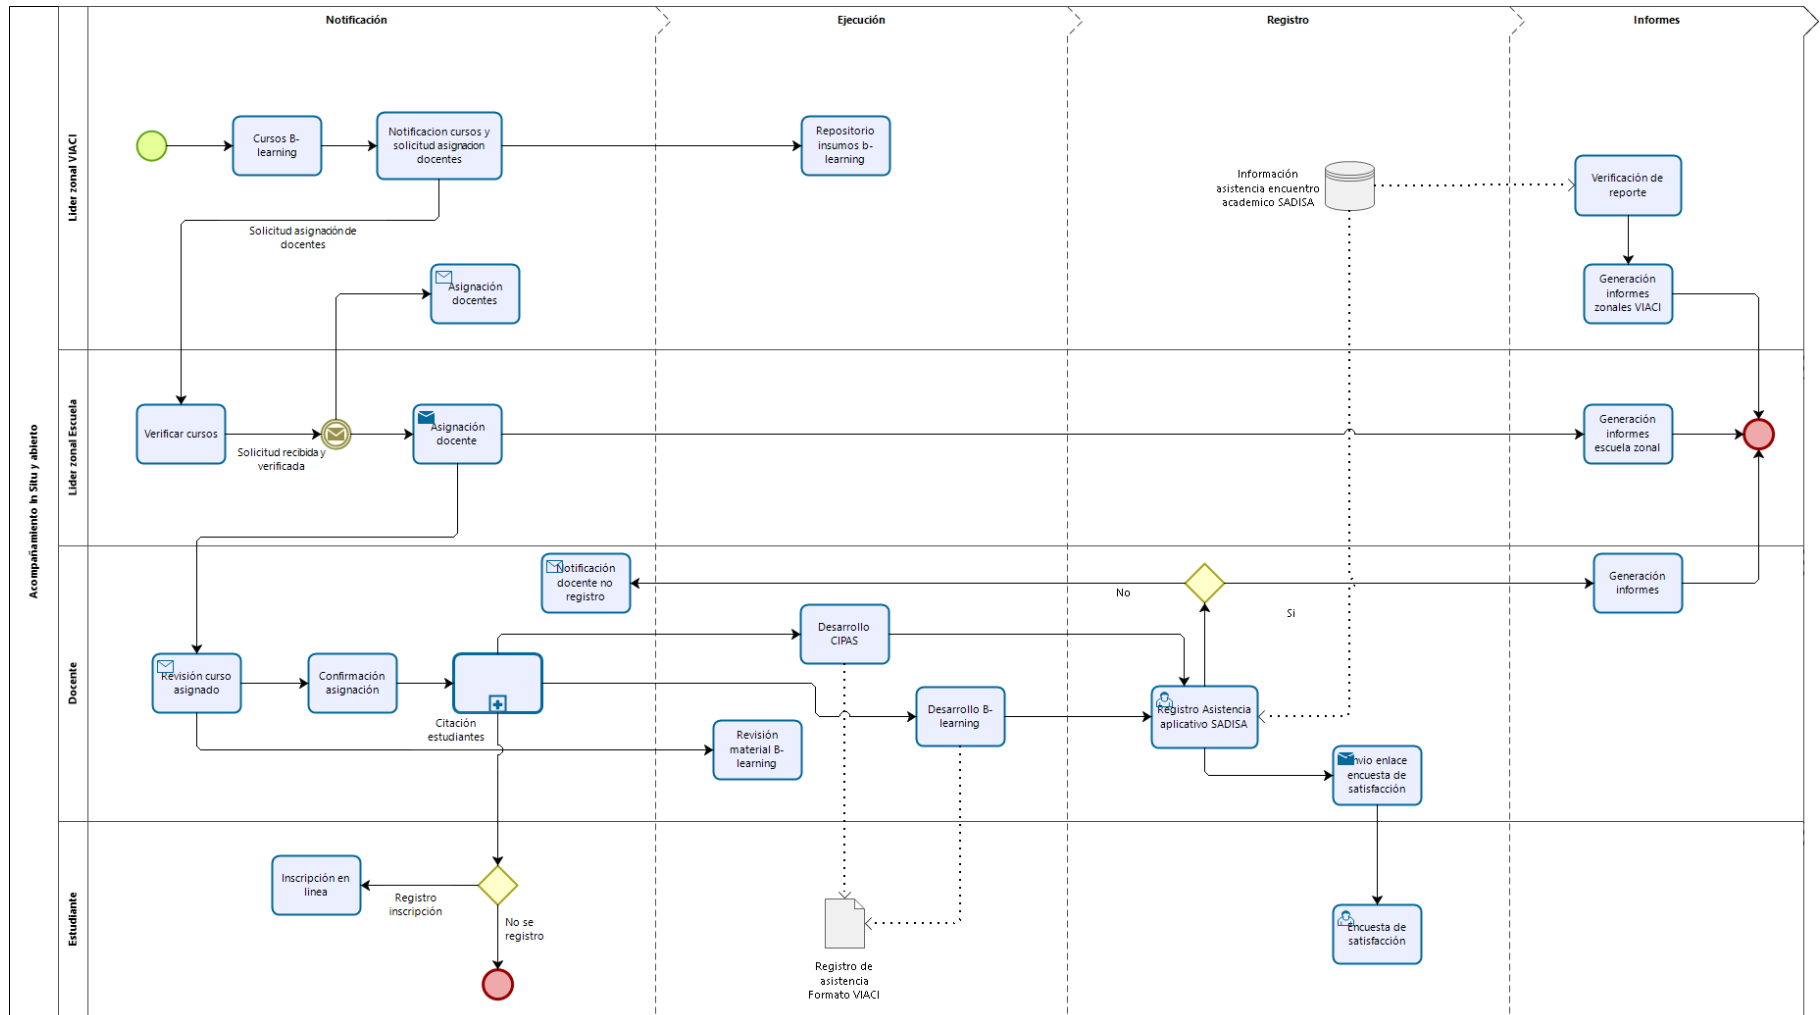 Notificación
Ejecución
Registro
Informes
Acompañamiento In Situ y abierto
Lider zonal VIACI
Cursos B-
learning
Notificacion cursos y
solicitud asignacion
docentes
Repositorio
insumos b-
learning
Información
asistencia encuentro
academico SADISA
Verificación de
reporte
Solicitud asignación de
docentes
Asignación
docentes
Generación
informes
zonales VIACI
Lider zonal Escuela
Verificar cursos
Solicitud recibida y
verificada
Asignación
docente
Generación
informes
escuela zonal
Docente
Notificación
docente no
registro
No
Si
Generación
informes
Desarrollo
CIPAS
Revisión curso
asignado
Confirmación
asignación
Citación
estudiantes
Desarrollo B-
learning
Registro Asistencia
aplicativo SADISA
Revisión
material B-
learning
Envio enlace
encuesta de
satisfacción
Estudiante
Inscripción en
linea
Registro
inscripción
No se
registro
Registro de
asistencia
Formato VIACI
Encuesta de
satisfacción